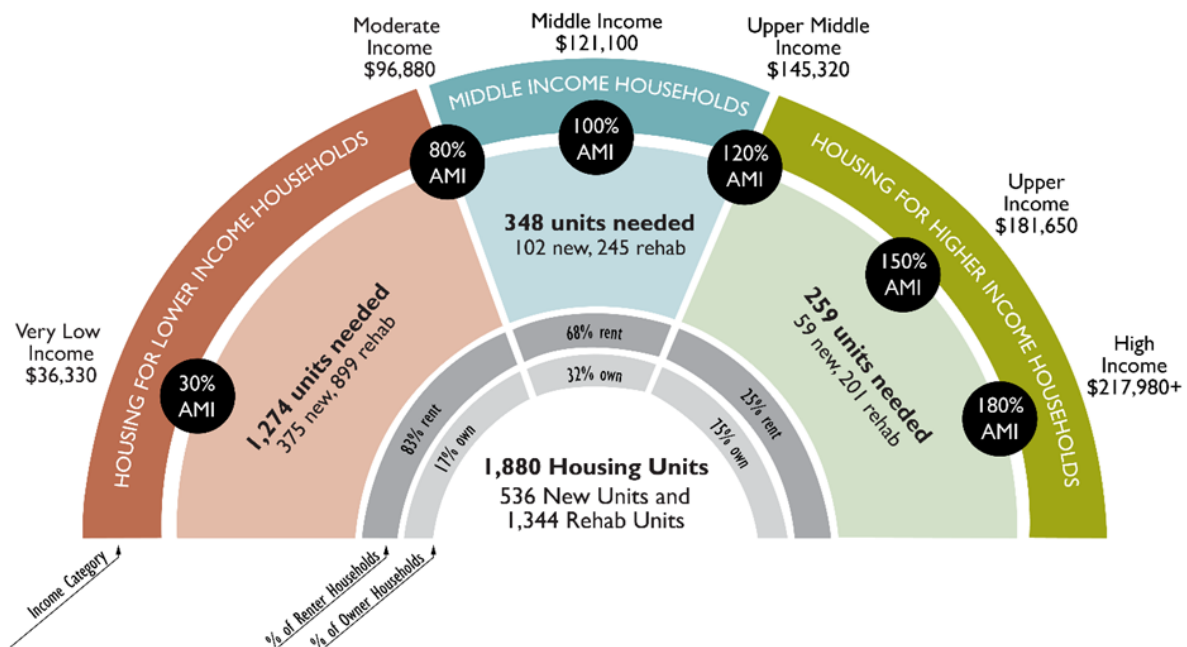 Moderate
Income
$96,880
Middle Income
$121,100
Upper Middle
Income
$145,320
HOUSING FOR LOWER INCOME HOUSEHOLDS
MIDDLE INCOME HOUSEHOLDS
HOUSING FOR HIGHER INCOME HOUSEHOLDS
80%
AMI
100%
AMI
120%
AMI
Upper
Income
$181,650
150%
AMI
348 units needed
102 new, 245 rehab
Very Low
Income
$36,330
30%
AMI
1,274 units needed
375 new, 899 rehab
259 units needed
59 new, 201 rehab
High
Income
$217,980+
180%
AMI
68% rent
32% own
83% rent
17% own
25% rent
75% own
1,880 Housing Units
536 New Units and
1,344 Rehab Units
Income Category
% of Renter Households
% of Owner Households